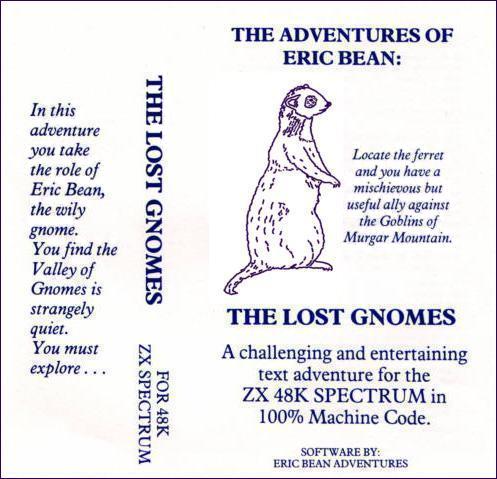 In this
adventure
you take
the role of
Eric Bean,
the wily
gnome.
You find the
Valley of
Gnomes is
strangely
quiet.
You must
explore . . .
THE LOST GNOMES
FOR 48K
ZX SPECTRUM
THE ADVENTURES OF
ERIC BEAN:
Locate the ferret
and you have a
mischievous but
useful ally against
the Goblins of
Murgar Mountain.
THE LOST GNOMES
A challenging and entertaining
text adventure for the
ZX 48K SPECTRUM in
100% Machine Code.
SOFTWARE BY:
ERIC BEAN ADVENTURES